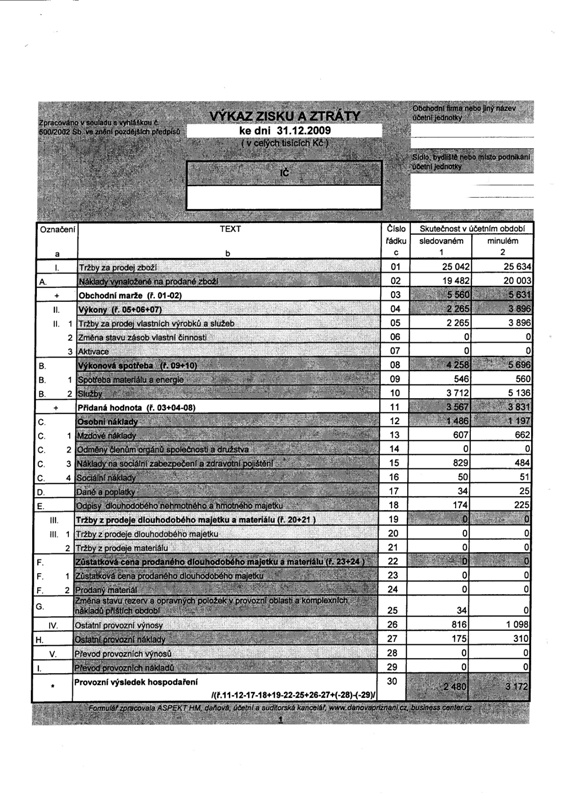 Zpracováno v souladu s vyhláškou č.
500/2002 Sb. ve znění pozdějších předpisů
VÝKAZ ZISKU A ZTRÁTY
ke dni 31.12.2009
( v celých tisících Kč )
IČ
Obchodní firma nebo jiný název
účetní jednotky
Sídlo, bydliště nebo místo podnikání
účetní jednotky
Označení TEXT Číslo řádku Skutečnost v účetním období
sledovaném minulém
a b c 1 2
I. Tržby za prodej zboží 01 25 042 25 634
A. Náklady vynaložené na prodané zboží 02 19 482 20 003
+ Obchodní marže (ř. 01-02) 03 5 560 5 631
II. Výkony (ř. 05+06+07) 04 2 265 3 896
II. 1 Tržby za prodej vlastních výrobků a služeb 05 2 265 3 896
2 Změna stavu zásob vlastní činnosti 06 0 0
3 Aktivace 07 0 0
B. Výkonová spotřeba (ř. 09+10) 08 4 258 5 696
B. 1 Spotřeba materiálu a energie 09 546 560
B. 2 Služby 10 3 712 5 136
+ Přidaná hodnota (ř. 03+04-08) 11 3 567 3 831
C. Osobní náklady 12 1 486 1 197
C. 1 Mzdové náklady 13 607 662
C. 2 Odměny členům orgánů společnosti a družstva 14 0 0
C. 3 Náklady na sociální zabezpečení a zdravotní pojištění 15 829 484
C. 4 Sociální náklady 16 50 51
D. Daně a poplatky 17 34 25
E. Odpisy dlouhodobého nehmotného a hmotného majetku 18 174 225
III. Tržby z prodeje dlouhodobého majetku a materiálu (ř. 20+21 ) 19 0 0
III. 1 Tržby z prodeje dlouhodobého majetku 20 0 0
2 Tržby z prodeje materiálu 21 0 0
F. Zůstatková cena prodaného dlouhodobého majetku a materiálu (ř. 23+24 ) 22 0 0
F. 1 Zůstatková cena prodaného dlouhodobého majetku 23 0 0
F. 2 Prodaný materiál 24 0 0
G. Změna stavu rezerv a opravných položek v provozní oblasti a komplexních
nákladů příštích období 25 34 0
IV. Ostatní provozní výnosy 26 816 1 098
H. Ostatní provozní náklady 27 175 310
V. Převod provozních výnosů 28 0 0
I. Převod provozních nákladů 29 0 0
* Provozní výsledek hospodaření 30 2 480 3 172
/(ř.11-12-17-18+19-22-25+26-27+(-28)-(-29)/
Formulář zpracovala ASPEKT HM, daňová, účetní a auditorská kancelář, www.danovapriznani.cz, business.center.cz
1